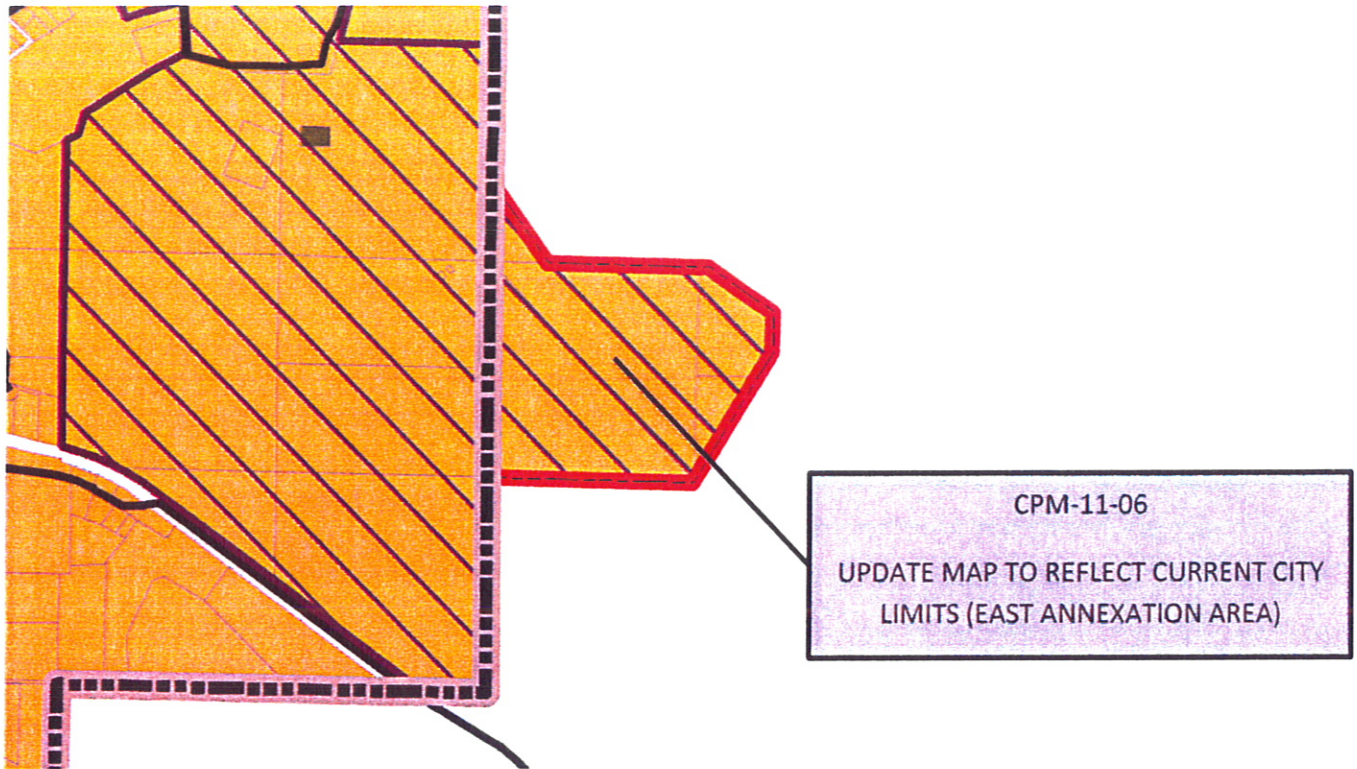 CPM-11-06
UPDATE MAP TO REFLECT CURRENT CITY
LIMITS (EAST ANNEXATION AREA)